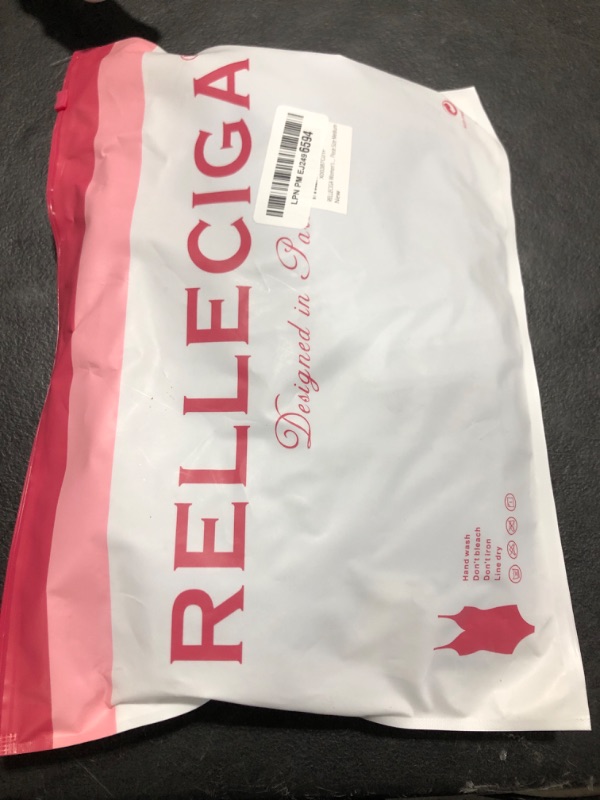 RELLECIGA
Designed in Pa
LPN PM EJ2496594
Hand wash
Don't bleach
Don't iron
Line dry